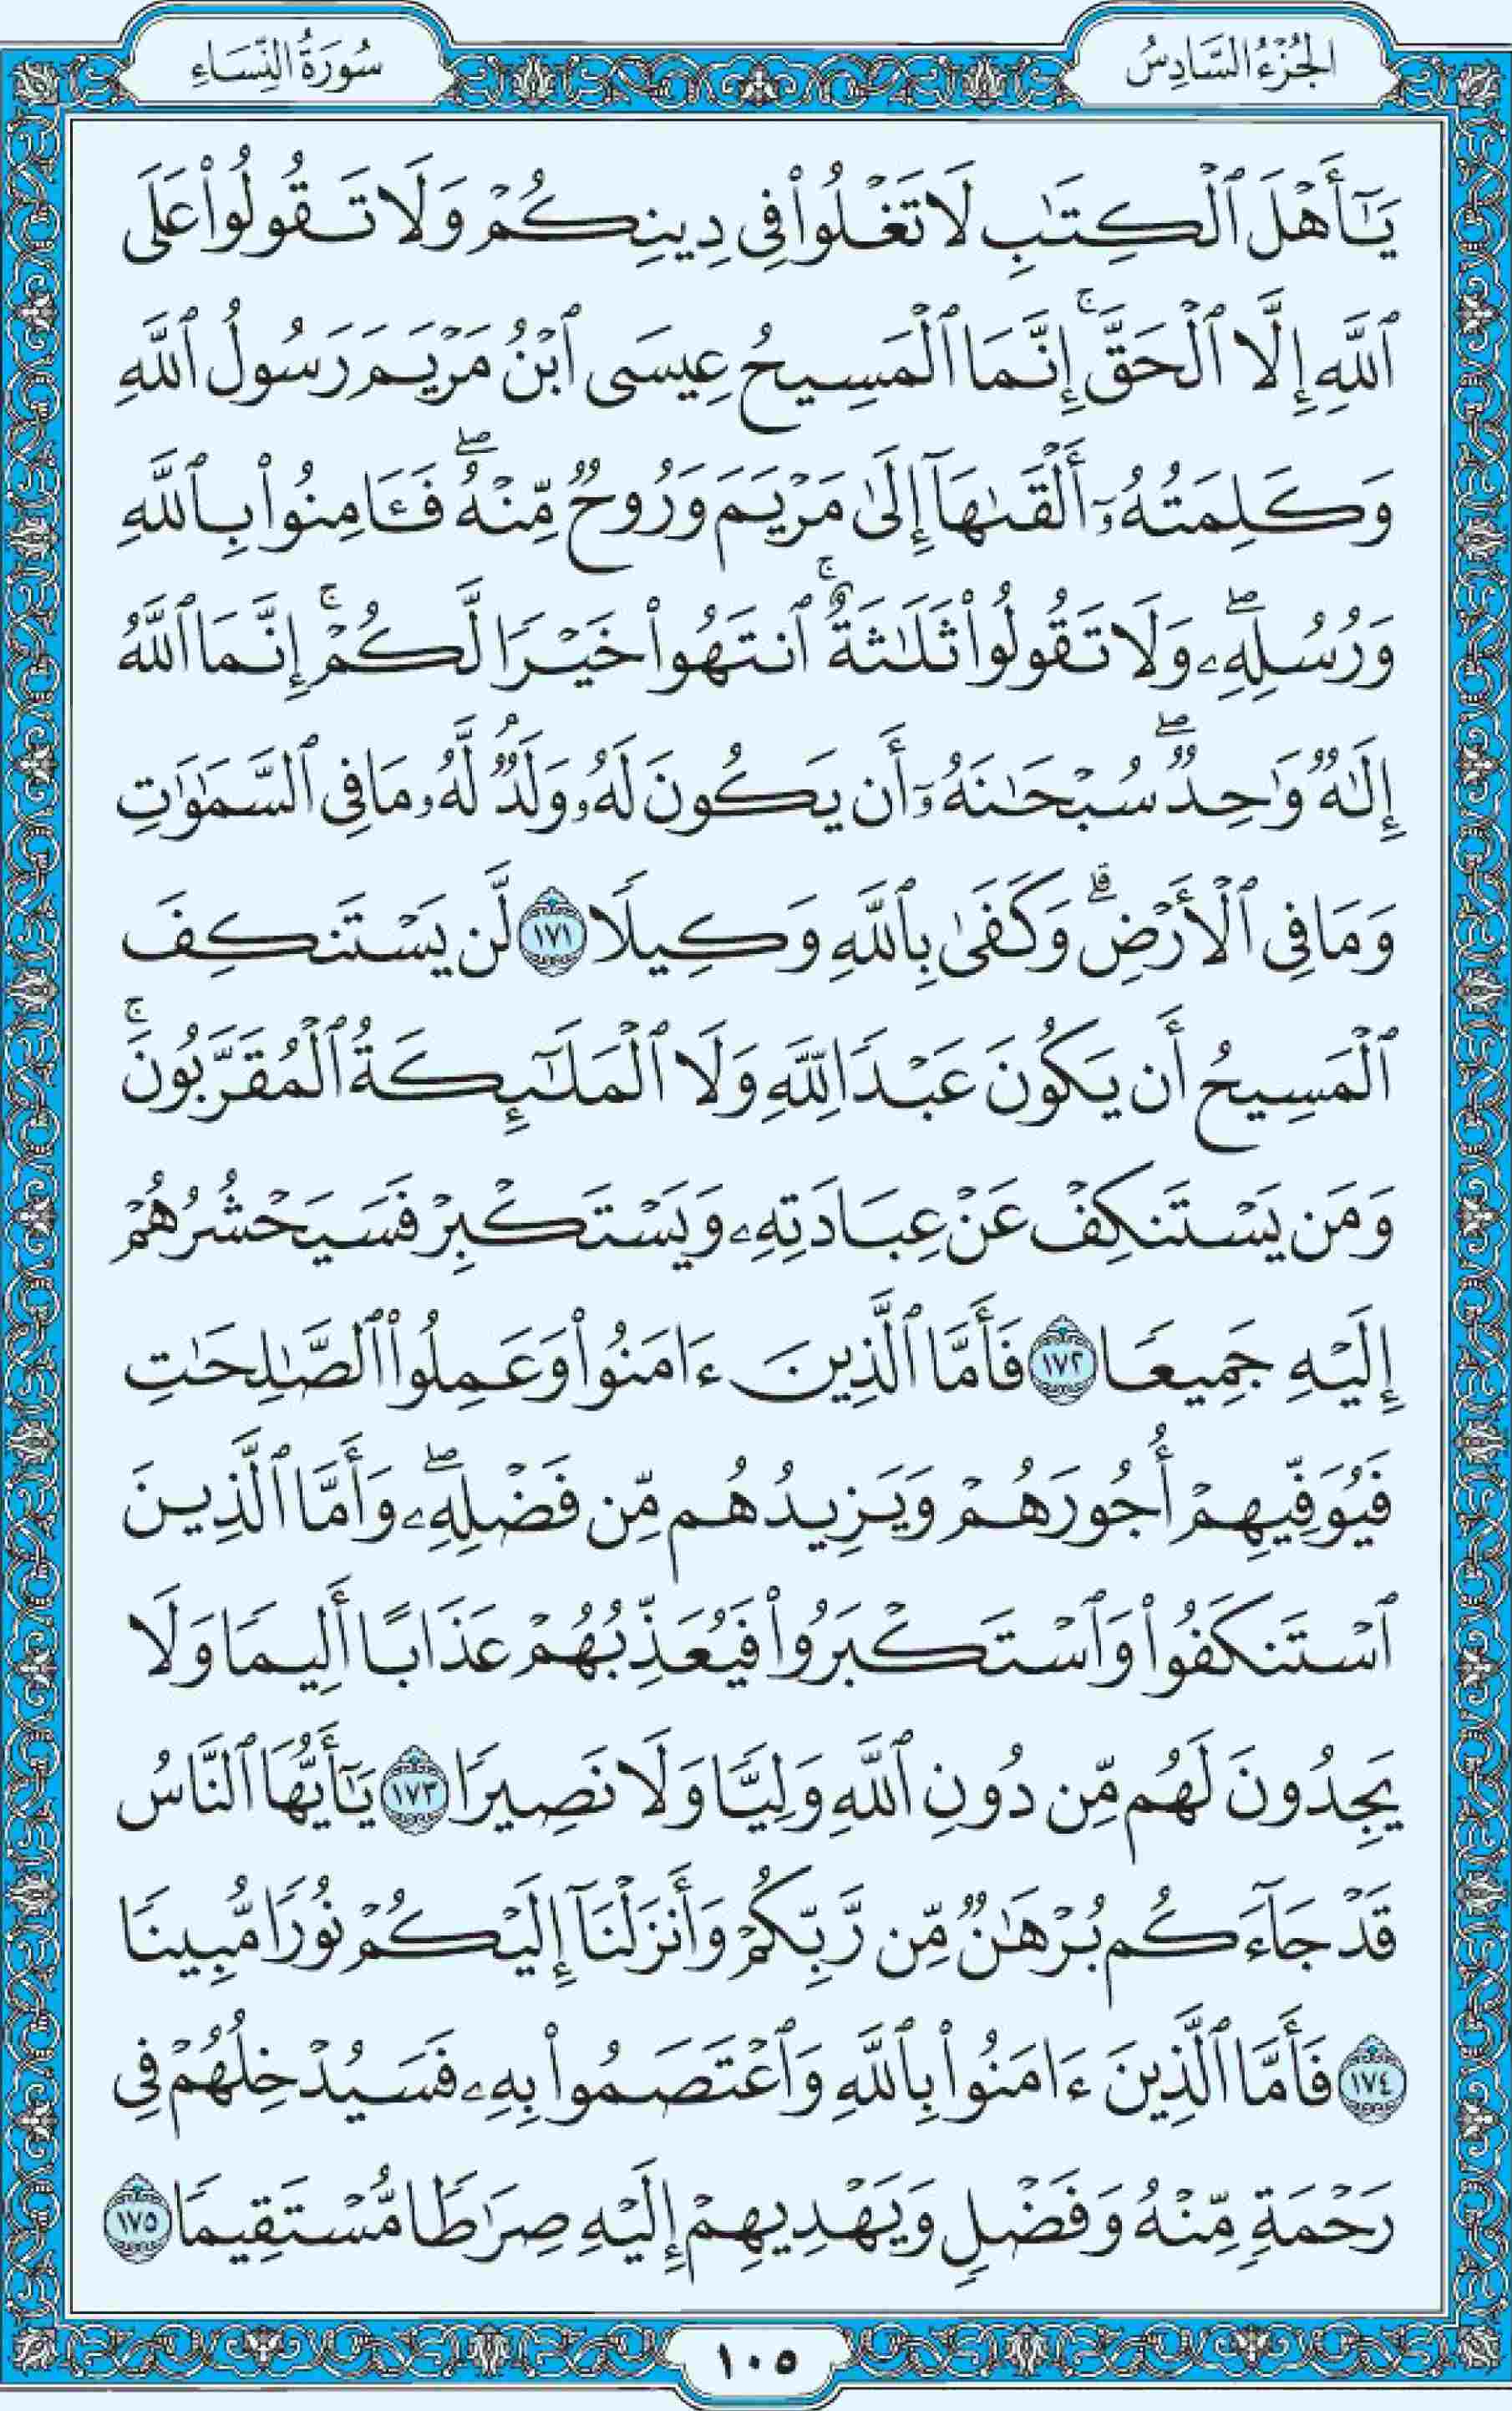 الجُزْءُ السَّادِسُ
سُورَةُ النِّسَاءِ
يَـٰٓأَهْلَ ٱلْكِتَـٰبِ لَا تَغْلُوا۟ فِى دِينِكُمْ وَلَا تَقُولُوا۟ عَلَى
ٱللَّهِ إِلَّا ٱلْحَقَّ ۚ إِنَّمَا ٱلْمَسِيحُ عِيسَى ٱبْنُ مَرْيَمَ رَسُولُ ٱللَّهِ
وَكَلِمَتُهُۥٓ أَلْقَىٰهَآ إِلَىٰ مَرْيَمَ وَرُوحٌ مِّنْهُ ۖ فَـَٔامِنُوا۟ بِٱللَّهِ
وَرُسُلِهِۦ ۖ وَلَا تَقُولُوا۟ ثَلَـٰثَةٌ ۚ ٱنتَهُوا۟ خَيْرًا لَّكُمْ ۚ إِنَّمَا ٱللَّهُ
إِلَـٰهٌ وَٰحِدٌ ۖ سُبْحَـٰنَهُۥٓ أَن يَكُونَ لَهُۥ وَلَدٌ ۘ لَّهُۥ مَا فِى ٱلسَّمَـٰوَٰتِ
وَمَا فِى ٱلْأَرْضِ ۗ وَكَفَىٰ بِٱللَّهِ وَكِيلًا ١٧١ لَّن يَسْتَنكِفَ
ٱلْمَسِيحُ أَن يَكُونَ عَبْدًا لِّلَّهِ وَلَا ٱلْمَلَـٰٓئِكَةُ ٱلْمُقَرَّبُونَ ۚ
وَمَن يَسْتَنكِفْ عَنْ عِبَادَتِهِۦ وَيَسْتَكْبِرْ فَسَيَحْشُرُهُمْ
إِلَيْهِ جَمِيعًا ١٧٢ فَأَمَّا ٱلَّذِينَ ءَامَنُوا۟ وَعَمِلُوا۟ ٱلصَّـٰلِحَـٰتِ
فَيُوَفِّيهِمْ أُجُورَهُمْ وَيَزِيدُهُم مِّن فَضْلِهِۦ ۖ وَأَمَّا ٱلَّذِينَ
ٱسْتَنكَفُوا۟ وَٱسْتَكْبَرُوا۟ فَيُعَذِّبُهُمْ عَذَابًا أَلِيمًا وَلَا
يَجِدُونَ لَهُم مِّن دُونِ ٱللَّهِ وَلِيًّا وَلَا نَصِيرًا ١٧٣ يَـٰٓأَيُّهَا ٱلنَّاسُ
قَدْ جَآءَكُم بُرْهَـٰنٌ مِّن رَّبِّكُمْ وَأَنزَلْنَآ إِلَيْكُمْ نُورًا مُّبِينًا
١٧٤ فَأَمَّا ٱلَّذِينَ ءَامَنُوا۟ بِٱللَّهِ وَٱعْتَصَمُوا۟ بِهِۦ فَسَيُدْخِلُهُمْ فِى
رَحْمَةٍ مِّنْهُ وَفَضْلٍ وَيَهْدِيهِمْ إِلَيْهِ صِرَٰطًا مُّسْتَقِيمًا ١٧٥
١٠٥